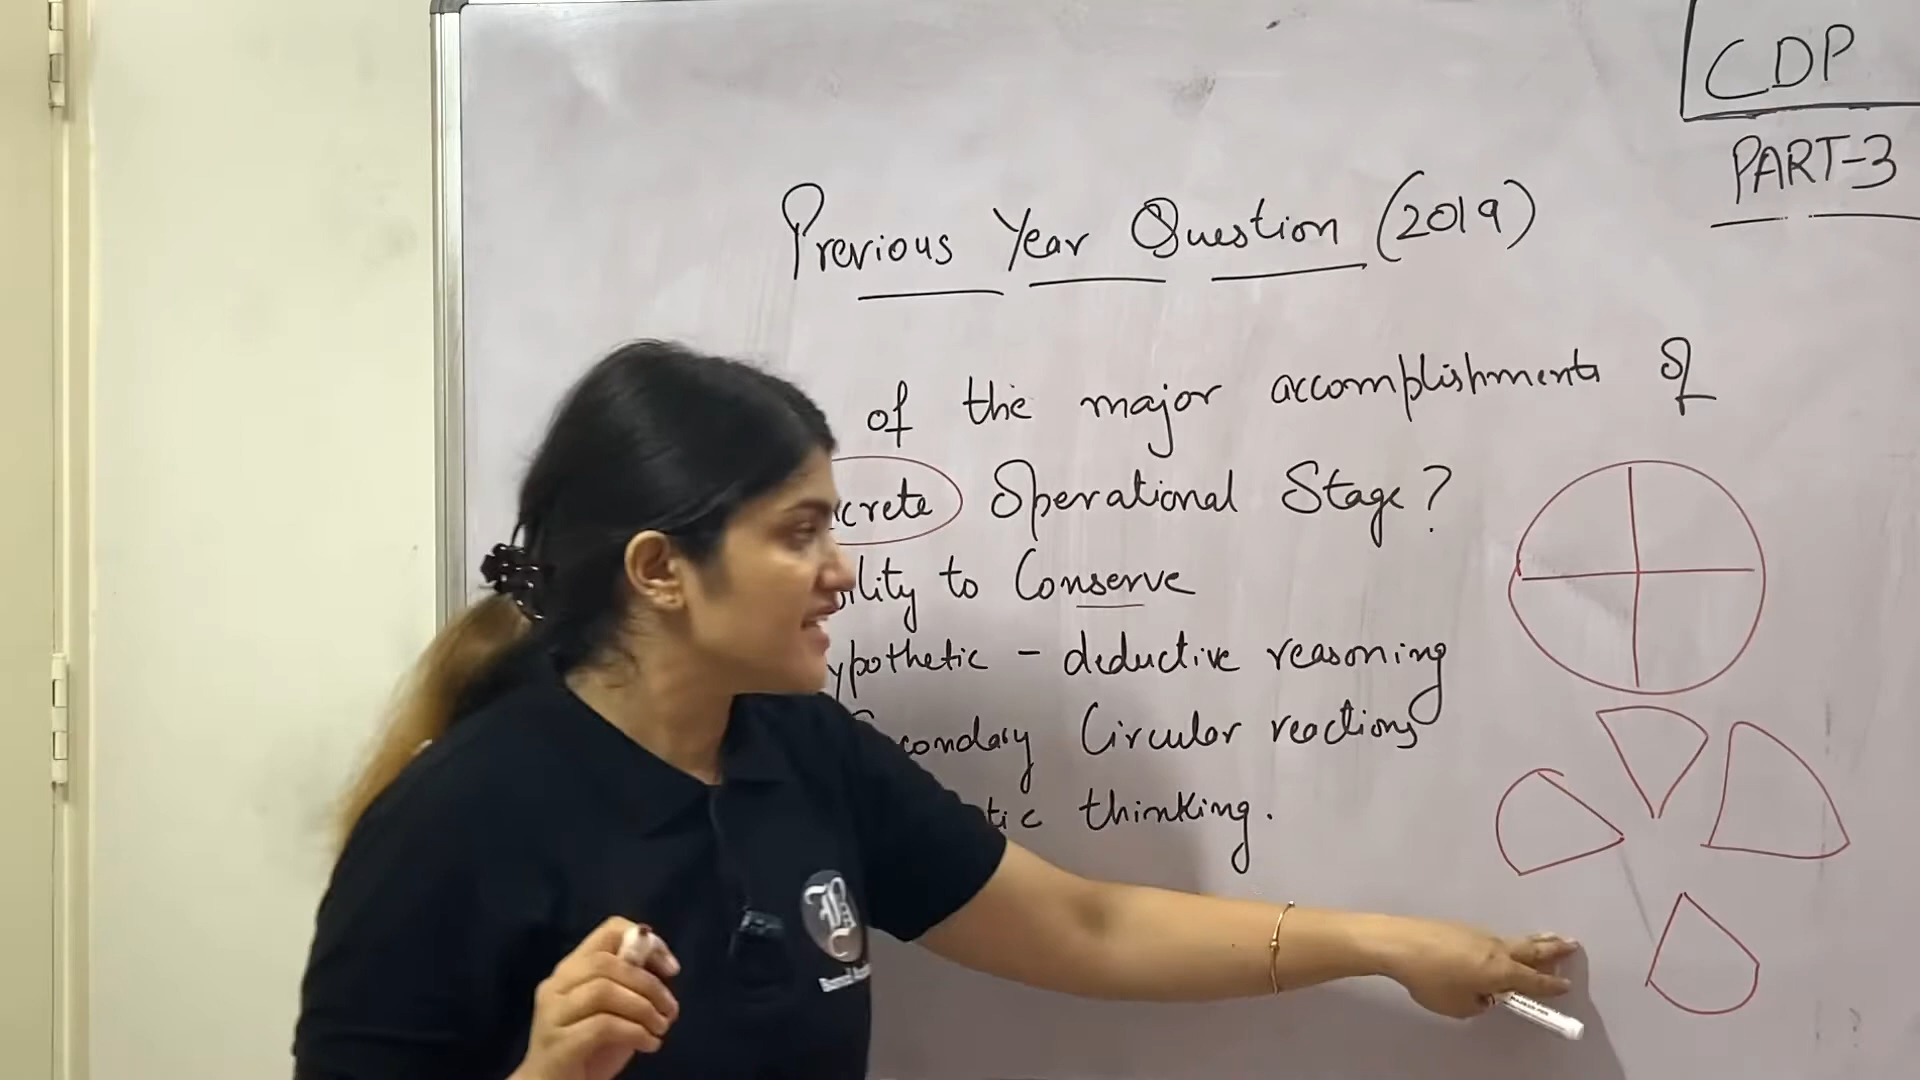 CDP
PART-3
Previous Year Question (2019)
of the major accomplishments of
crete Operational Stage?
ility to Conserve
ypothetic - deductive reasoning
Secondary Circular reactions
tic thinking.